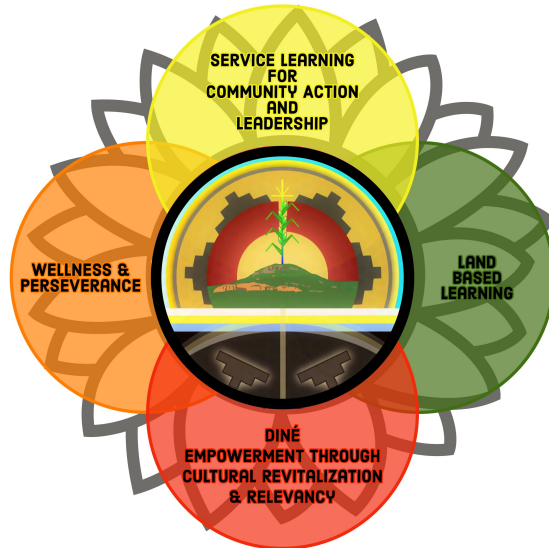 SERVICE LEARNING
FOR
COMMUNITY ACTION
AND
LEADERSHIP
WELLNESS &
PERSEVERANCE
LAND
BASED
LEARNING
DINÉ
EMPOWERMENT THROUGH
CULTURAL REVITALIZATION
& RELEVANCY